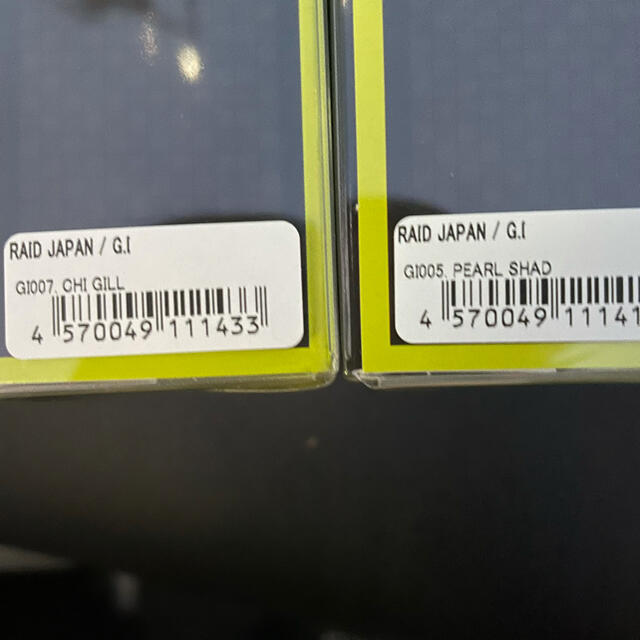 RAID JAPAN / G.I
GI007. CHI GILL
4 570049 111433
RAID JAPAN / G.I
GI005. PEARL SHAD
4 570049 11141